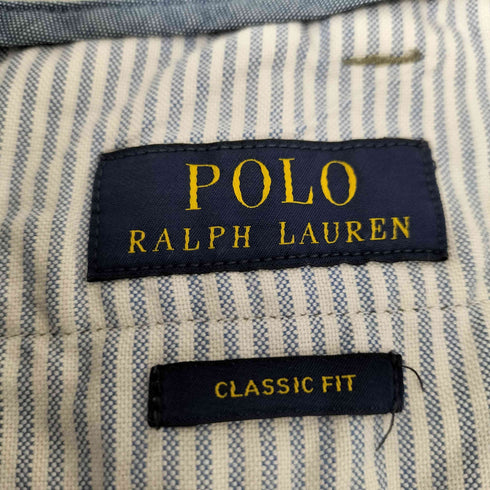 POLO
RALPH LAUREN
CLASSIC FIT